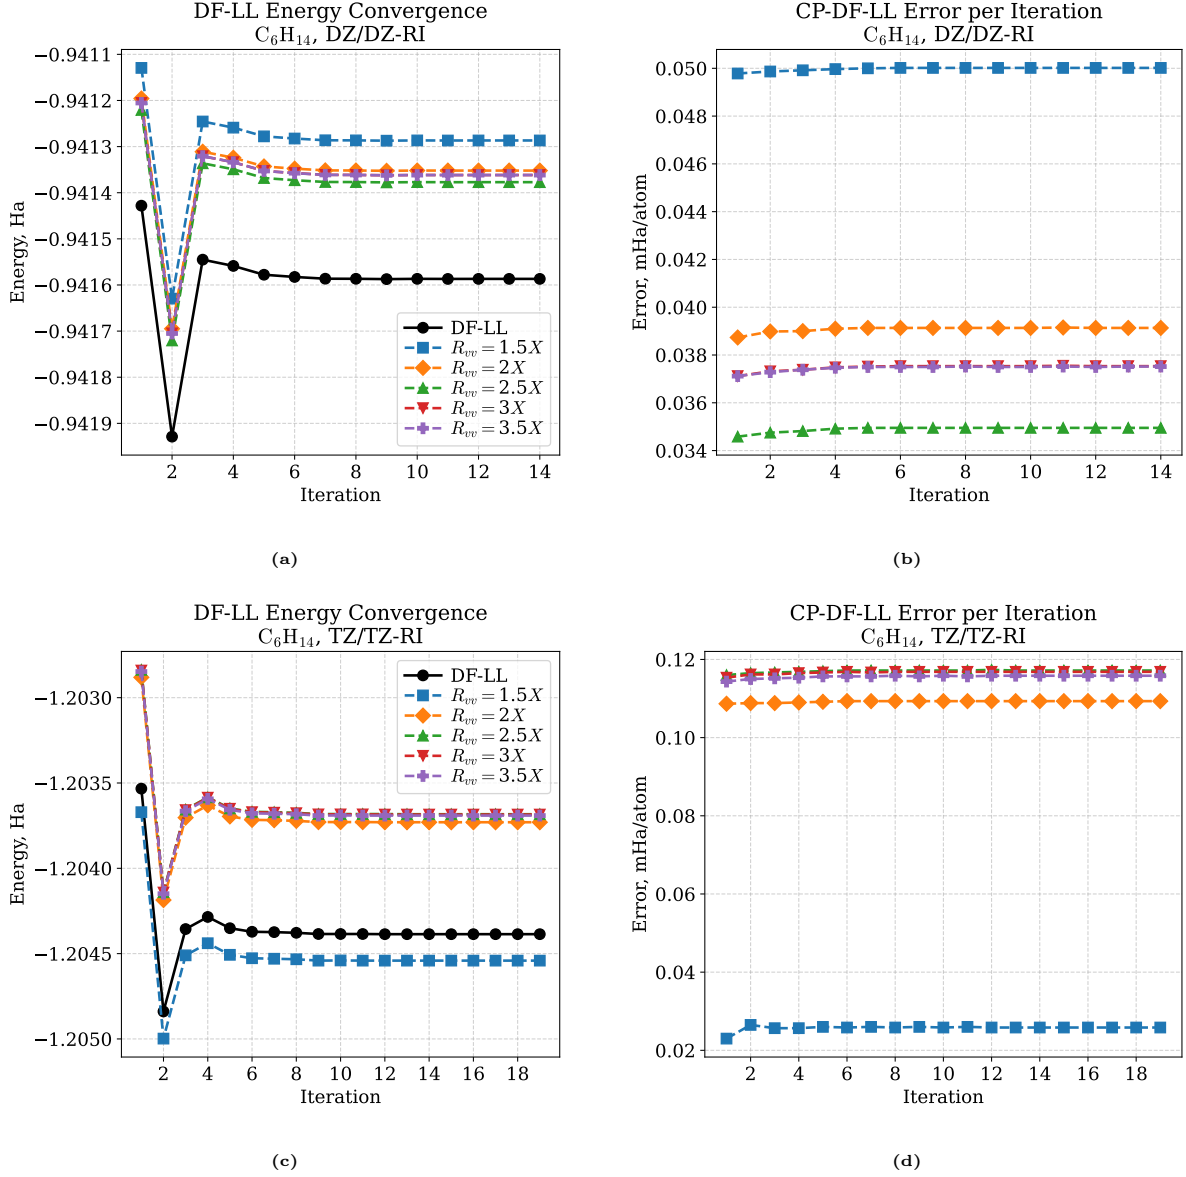 DF-LL Energy Convergence
C₆H₁₄, DZ/DZ-RI
−0.9411
−0.9412
−0.9413
−0.9414
−0.9415
−0.9416
−0.9417
−0.9418
−0.9419
Energy, Ha
DF-LL
Rᵥᵥ = 1.5X
Rᵥᵥ = 2X
Rᵥᵥ = 2.5X
Rᵥᵥ = 3X
Rᵥᵥ = 3.5X
2 4 6 8 10 12 14
Iteration
(a)
CP-DF-LL Error per Iteration
C₆H₁₄, DZ/DZ-RI
0.050
0.048
0.046
0.044
0.042
0.040
0.038
0.036
0.034
Error, mHa/atom
2 4 6 8 10 12 14
Iteration
(b)
DF-LL Energy Convergence
C₆H₁₄, TZ/TZ-RI
−1.2030
−1.2035
−1.2040
−1.2045
−1.2050
Energy, Ha
DF-LL
Rᵥᵥ = 1.5X
Rᵥᵥ = 2X
Rᵥᵥ = 2.5X
Rᵥᵥ = 3X
Rᵥᵥ = 3.5X
2 4 6 8 10 12 14 16 18
Iteration
(c)
CP-DF-LL Error per Iteration
C₆H₁₄, TZ/TZ-RI
0.12
0.10
0.08
0.06
0.04
0.02
Error, mHa/atom
2 4 6 8 10 12 14 16 18
Iteration
(d)